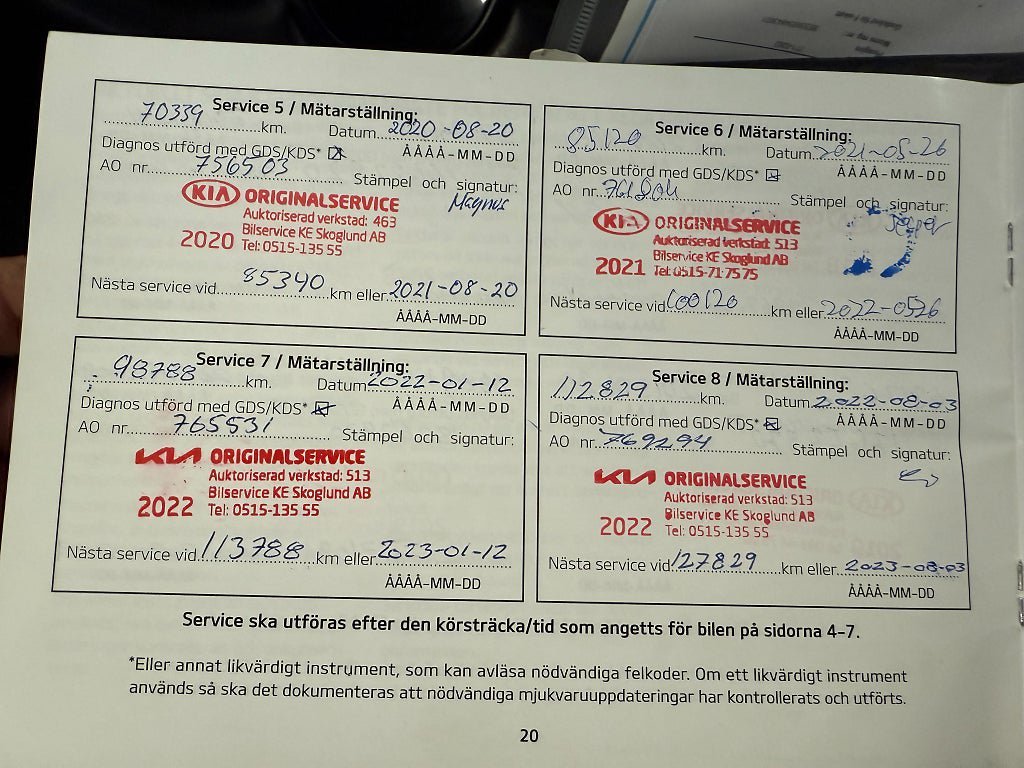 Service 5 / Mätarställning:
70339 km. Datum 2020-08-20
Diagnos utförd med GDS/KDS* ÅÅÅÅ-MM-DD
AO nr. 756503 Stämpel och signatur:
KIA ORIGINALSERVICE Magnus
Auktoriserad verkstad: 463
Bilservice KE Skoglund AB
2020 Tel: 0515-135 55
Nästa service vid 85340 km eller 2021-08-20
ÅÅÅÅ-MM-DD
Service 6 / Mätarställning:
85120 km. Datum 2021-05-26
Diagnos utförd med GDS/KDS* ÅÅÅÅ-MM-DD
AO nr. Stämpel och signatur:
KIA ORIGINALSERVICE Jesper
Auktoriserad verkstad: 513
Bilservice KE Skoglund AB
2021 Tel: 0515-71 75 75
Nästa service vid 100120 km eller 2022-0526
ÅÅÅÅ-MM-DD
Service 7 / Mätarställning:
98788 km. Datum 2022-01-12
Diagnos utförd med GDS/KDS* ÅÅÅÅ-MM-DD
AO nr. 765531 Stämpel och signatur:
KIA ORIGINALSERVICE
Auktoriserad verkstad: 513
Bilservice KE Skoglund AB
2022 Tel: 0515-135 55
Nästa service vid 113788 km eller 2023-01-12
ÅÅÅÅ-MM-DD
Service 8 / Mätarställning:
112829 km. Datum 2022-08-03
Diagnos utförd med GDS/KDS* ÅÅÅÅ-MM-DD
AO nr. 769294 Stämpel och signatur:
KIA ORIGINALSERVICE
Auktoriserad verkstad: 513
Bilservice KE Skoglund AB
2022 Tel: 0515-135 55
Nästa service vid 127829 km eller 2023-08-03
ÅÅÅÅ-MM-DD
Service ska utföras efter den körsträcka/tid som angetts för bilen på sidorna 4-7.
*Eller annat likvärdigt instrument, som kan avläsa nödvändiga felkoder. Om ett likvärdigt instrument
används så ska det dokumenteras att nödvändiga mjukvaruuppdateringar har kontrollerats och utförts.
20